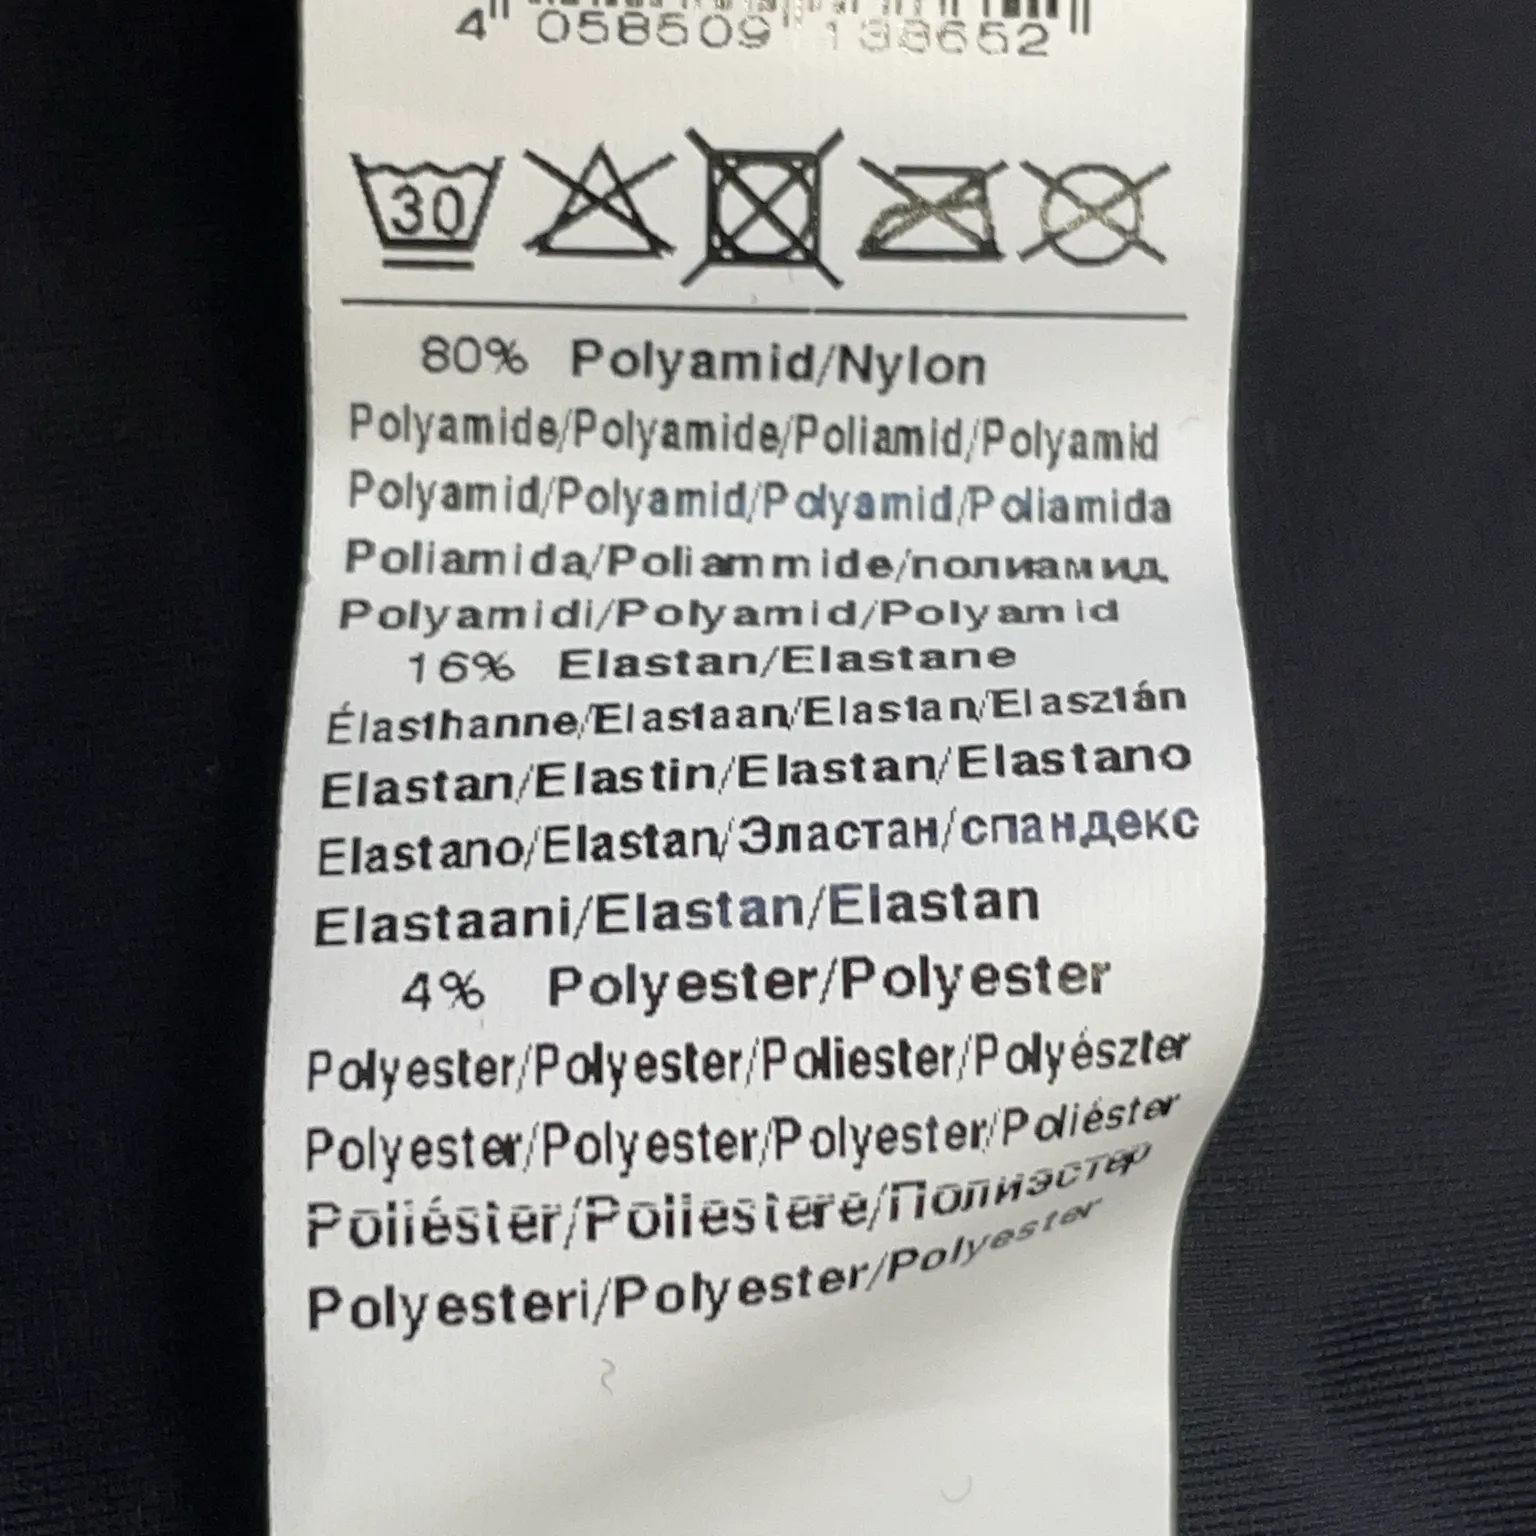 4 058509 138652
30
80% Polyamid/Nylon
Polyamide/Polyamide/Poliamid/Polyamid
Polyamid/Polyamid/Polyamid/Poliamida
Poliamida/Poliammide/полиамид
Polyamidi/Polyamid/Polyamid
16% Elastan/Elastane
Élasthanne/Elastaan/Elastan/Elasztán
Elastan/Elastin/Elastan/Elastano
Elastano/Elastan/Эластан/спандекс
Elastaani/Elastan/Elastan
4% Polyester/Polyester
Polyester/Polyester/Poliester/Polyészter
Polyester/Polyester/Polyester/Poliéster
Poliéster/Poliestere/Полиэстер
Polyesteri/Polyester/Polyester